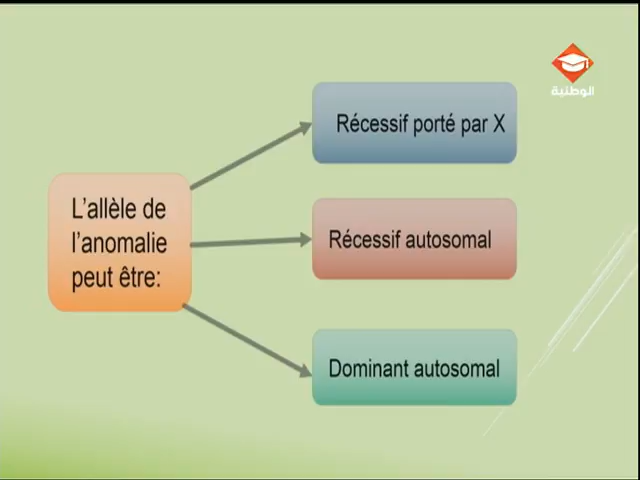 L'allèle de
l'anomalie
peut être:
Récessif porté par X
Récessif autosomal
Dominant autosomal
الوطنية